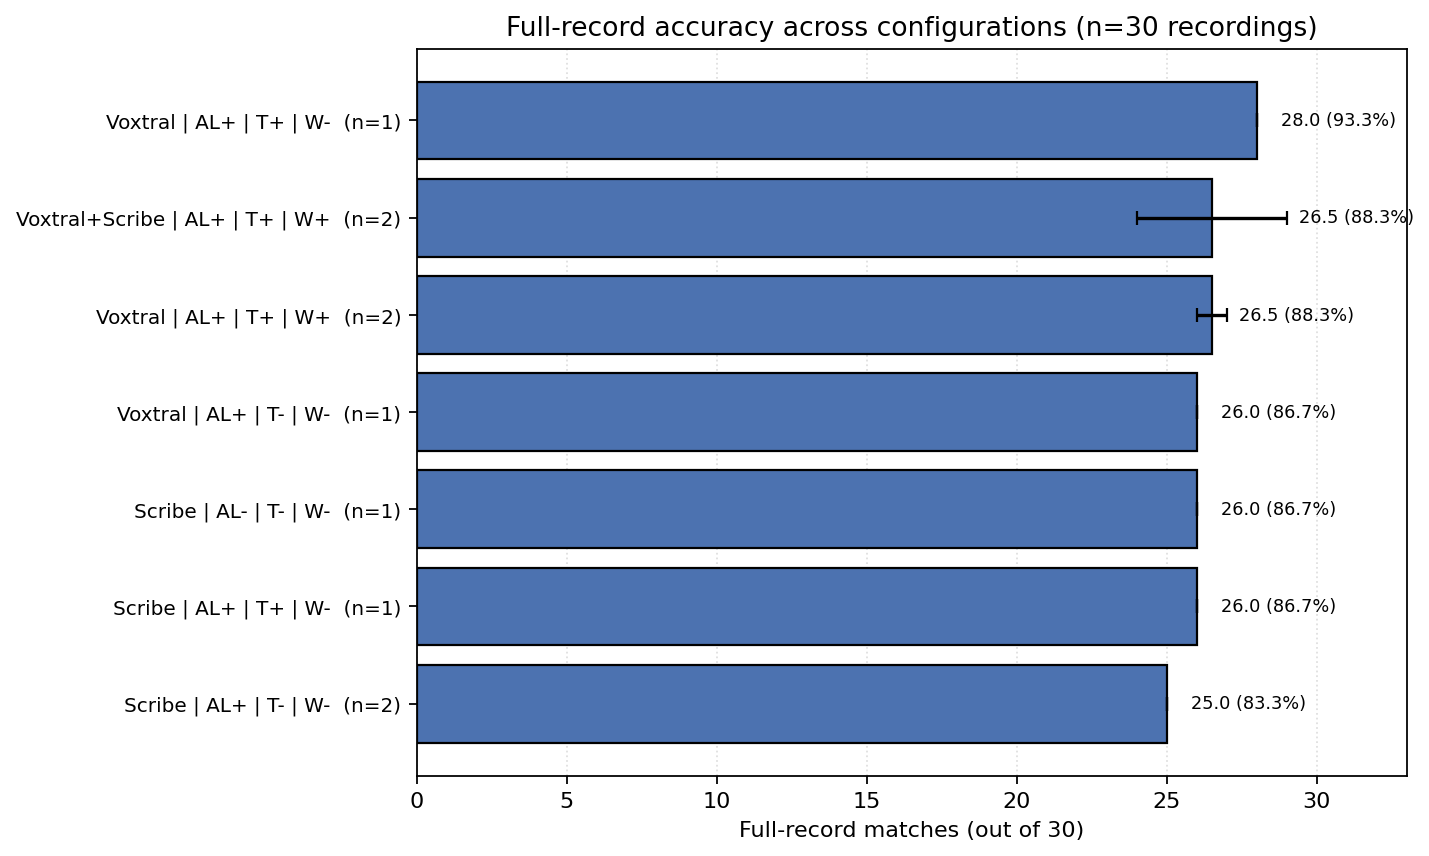 Full-record accuracy across configurations (n=30 recordings)
Voxtral | AL+ | T+ | W- (n=1)
28.0 (93.3%)
Voxtral+Scribe | AL+ | T+ | W+ (n=2)
26.5 (88.3%)
Voxtral | AL+ | T+ | W+ (n=2)
26.5 (88.3%)
Voxtral | AL+ | T- | W- (n=1)
26.0 (86.7%)
Scribe | AL- | T- | W- (n=1)
26.0 (86.7%)
Scribe | AL+ | T+ | W- (n=1)
26.0 (86.7%)
Scribe | AL+ | T- | W- (n=2)
25.0 (83.3%)
0 5 10 15 20 25 30
Full-record matches (out of 30)